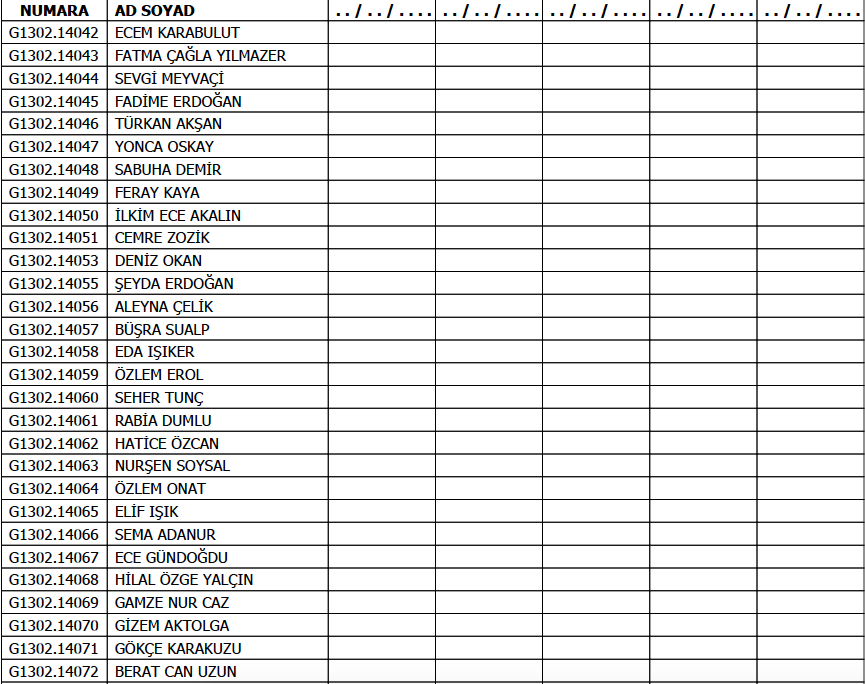 NUMARA AD SOYAD . . / . . / . . . . . . / . . / . . . . . . / . . / . . . . . . / . . / . . . . . . / . . / . . . .
G1302.14042 ECEM KARABULUT
G1302.14043 FATMA ÇAĞLA YILMAZER
G1302.14044 SEVGİ MEYVAÇİ
G1302.14045 FADİME ERDOĞAN
G1302.14046 TÜRKAN AKŞAN
G1302.14047 YONCA OSKAY
G1302.14048 SABUHA DEMİR
G1302.14049 FERAY KAYA
G1302.14050 İLKİM ECE AKALIN
G1302.14051 CEMRE ZOZİK
G1302.14053 DENİZ OKAN
G1302.14055 ŞEYDA ERDOĞAN
G1302.14056 ALEYNA ÇELİK
G1302.14057 BÜŞRA SUALP
G1302.14058 EDA IŞIKER
G1302.14059 ÖZLEM EROL
G1302.14060 SEHER TUNÇ
G1302.14061 RABİA DUMLU
G1302.14062 HATİCE ÖZCAN
G1302.14063 NURŞEN SOYSAL
G1302.14064 ÖZLEM ONAT
G1302.14065 ELİF IŞIK
G1302.14066 SEMA ADANUR
G1302.14067 ECE GÜNDOĞDU
G1302.14068 HİLAL ÖZGE YALÇIN
G1302.14069 GAMZE NUR CAZ
G1302.14070 GİZEM AKTOLGA
G1302.14071 GÖKÇE KARAKUZU
G1302.14072 BERAT CAN UZUN